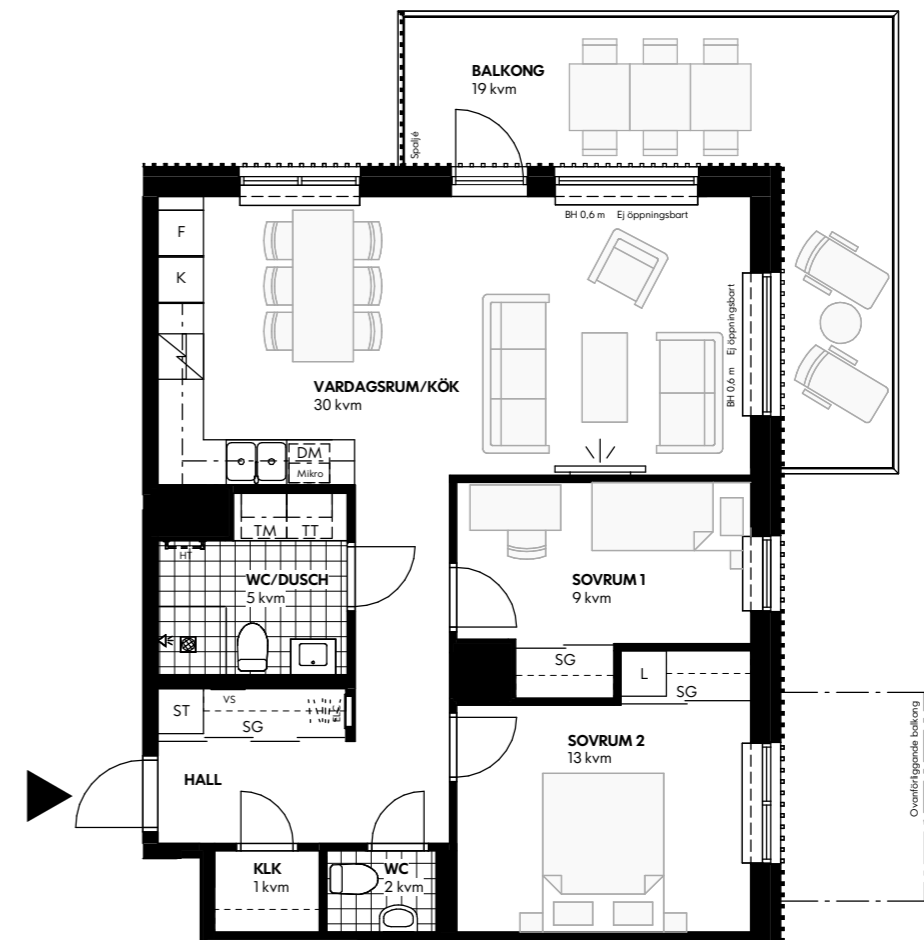 BALKONG
19 kvm
Spaljé
BH 0,6 m Ej öppningsbart
F
K
BH 0,6 m Ej öppningsbart
VARDAGSRUM/KÖK
30 kvm
DM
Mikro
TM
TT
HT
WC/DUSCH
5 kvm
SOVRUM 1
9 kvm
SG
L
SG
ST
VS
SG
SOVRUM 2
13 kvm
HALL
Ovanförliggande balkong
KLK
1 kvm
WC
2 kvm